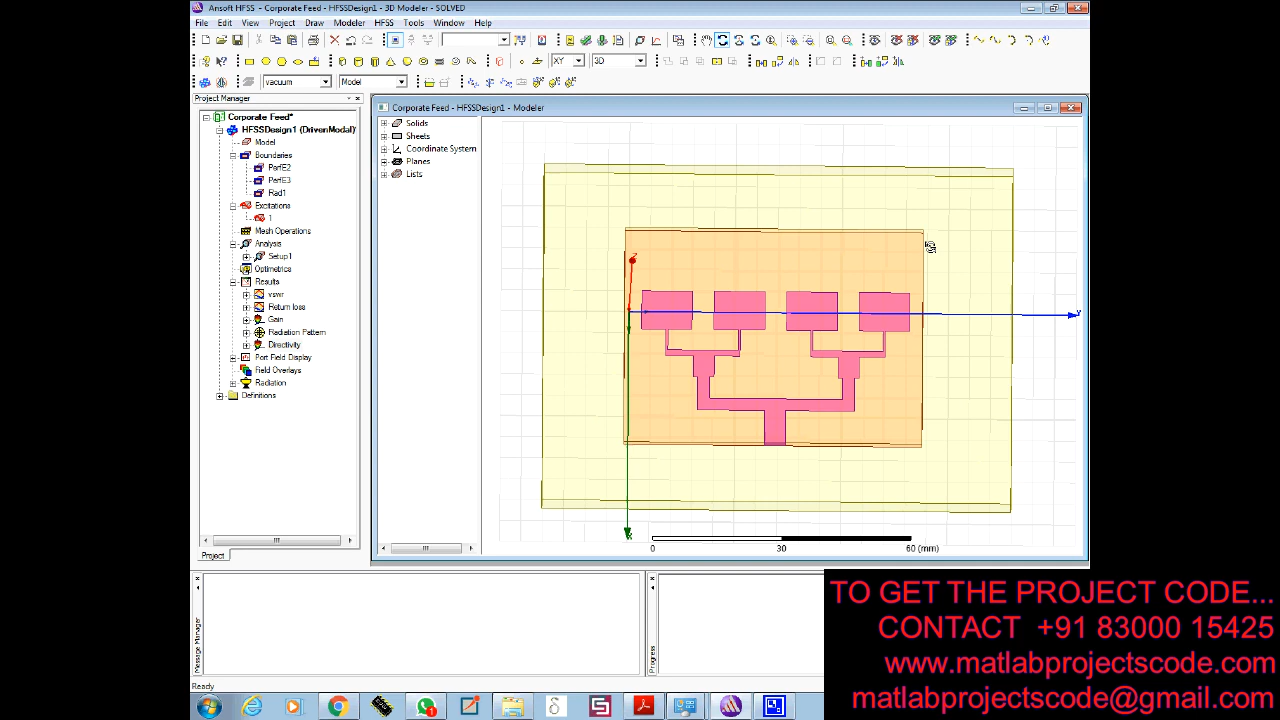 Ansoft HFSS - Corporate Feed - HFSSDesign1 - 3D Modeler - SOLVED
File Edit View Project Draw Modeler HFSS Tools Window Help
XY 3D
vacuum Model
Project Manager
Corporate Feed*
HFSSDesign1 (DrivenModal)
Model
Boundaries
PerfE2
PerfE3
Rad1
Excitations
1
Mesh Operations
Analysis
Setup1
Optimetrics
Results
vswr
Return loss
Gain
Radiation Pattern
Directivity
Port Field Display
Field Overlays
Radiation
Definitions
Project
Corporate Feed - HFSSDesign1 - Modeler
Solids
Sheets
Coordinate System
Planes
Lists
Y
0 30 60 (mm)
Message Manager
Progress
Ready
TO GET THE PROJECT CODE...
CONTACT +91 83000 15425
www.matlabprojectscode.com
matlabprojectscode@gmail.com